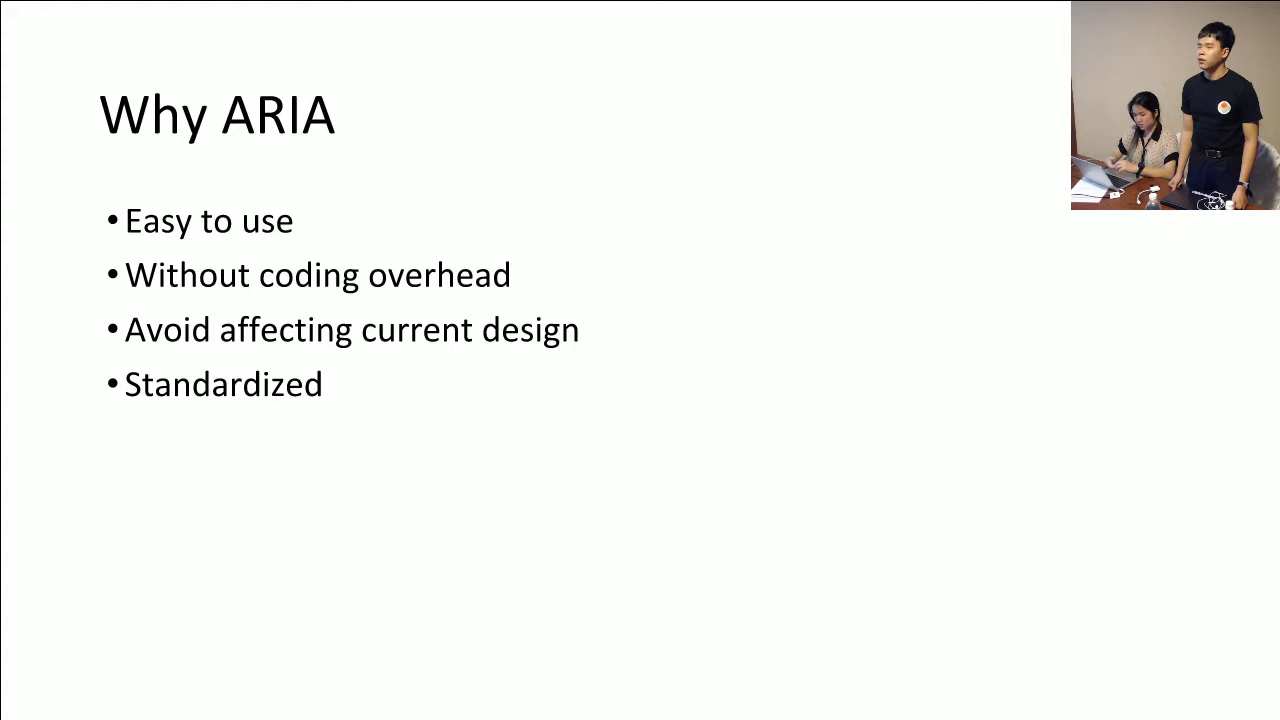 Why ARIA
•Easy to use
•Without coding overhead
•Avoid affecting current design
•Standardized